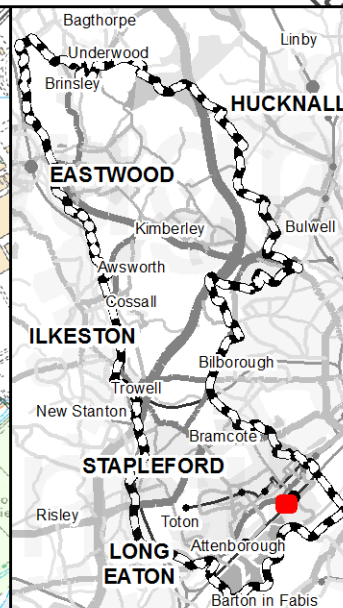 Bagthorpe
Linby
Underwood
Brinsley
HUCKNALL
EASTWOOD
Kimberley
Bulwell
Awsworth
Cossall
ILKESTON
Bilborough
Trowell
New Stanton
Bramcote
STAPLEFORD
Risley
Toton
Attenborough
LONG
EATON
Barton in Fabis